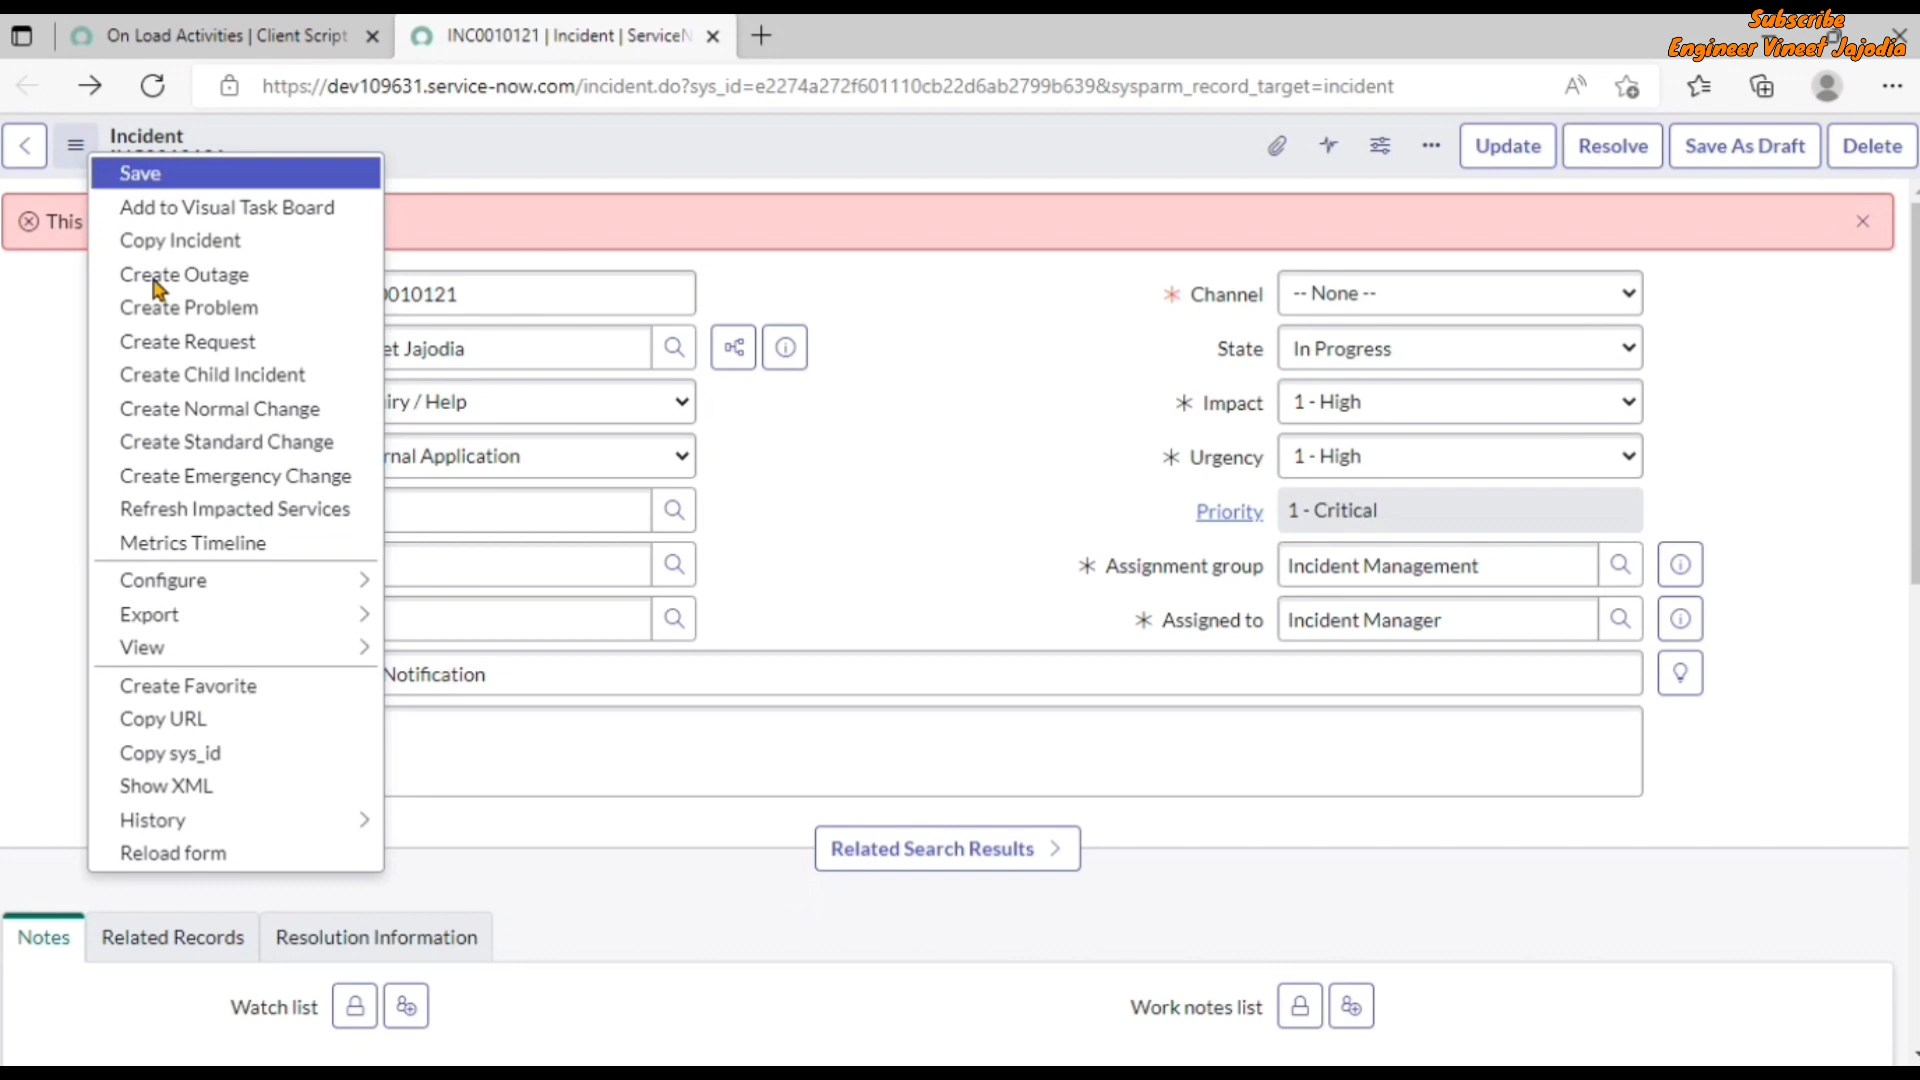 Subscribe
Engineer Vineet Jajodia
On Load Activities | Client Script
INC0010121 | Incident | Service
https://dev109631.service-now.com/incident.do?sys_id=e2274a272f601110cb22d6ab2799b639&sysparm_record_target=incident
Incident
Update
Resolve
Save As Draft
Delete
Save
This
Add to Visual Task Board
Copy Incident
Create Outage
Create Problem
Create Request
Create Child Incident
Create Normal Change
Create Standard Change
Create Emergency Change
Refresh Impacted Services
Metrics Timeline
Configure
Export
View
Create Favorite
Copy URL
Copy sys_id
Show XML
History
Reload form
0010121
et Jajodia
iry / Help
rnal Application
Notification
Channel
-- None --
State
In Progress
Impact
1 - High
Urgency
1 - High
Priority
1 - Critical
Assignment group
Incident Management
Assigned to
Incident Manager
Related Search Results
Notes
Related Records
Resolution Information
Watch list
Work notes list